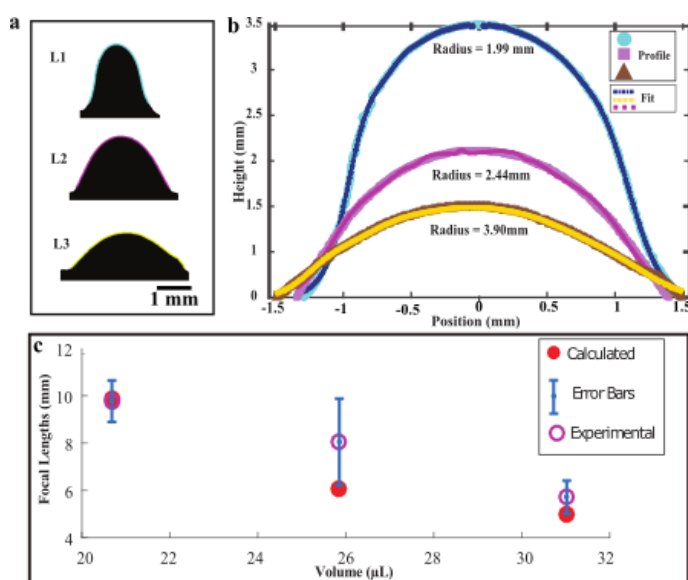 a
L1
L2
L3
1 mm
b
3.5
3.5
2.5
2
1.5
1
0.5
0
Height (mm)
Radius = 1.99 mm
Radius = 2.44mm
Radius = 3.90mm
Profile
Fit
-1.5
-1
-0.5
0
0.5
1
1.5
Position (mm)
c
12
10
8
6
4
Focal Lengths (mm)
Calculated
Error Bars
Experimental
20
22
24
26
28
30
32
Volume (µL)